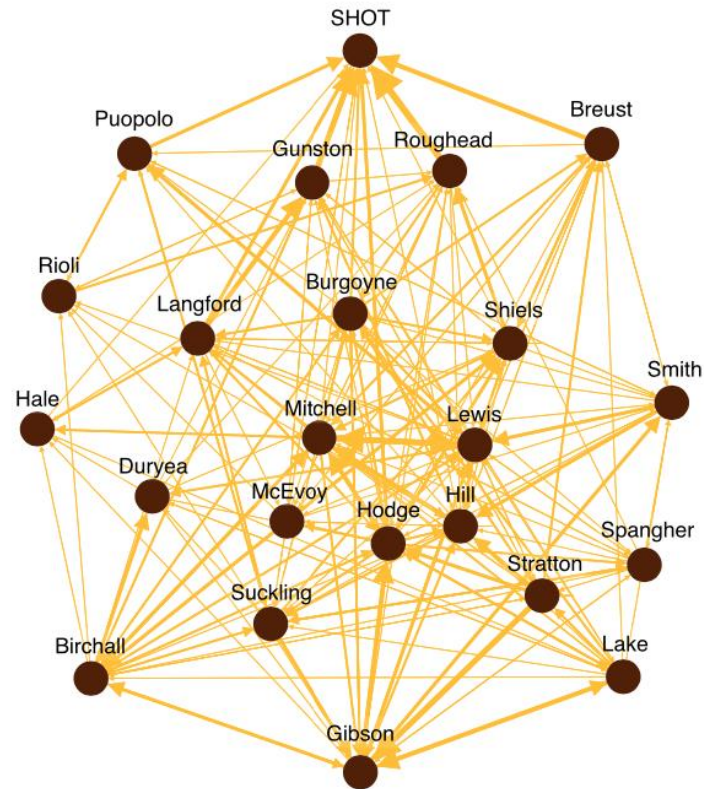 SHOT
Puopolo
Breust
Gunston
Roughead
Rioli
Langford
Burgoyne
Shiels
Smith
Hale
Mitchell
Lewis
Duryea
McEvoy
Hodge
Hill
Spangher
Suckling
Stratton
Birchall
Lake
Gibson